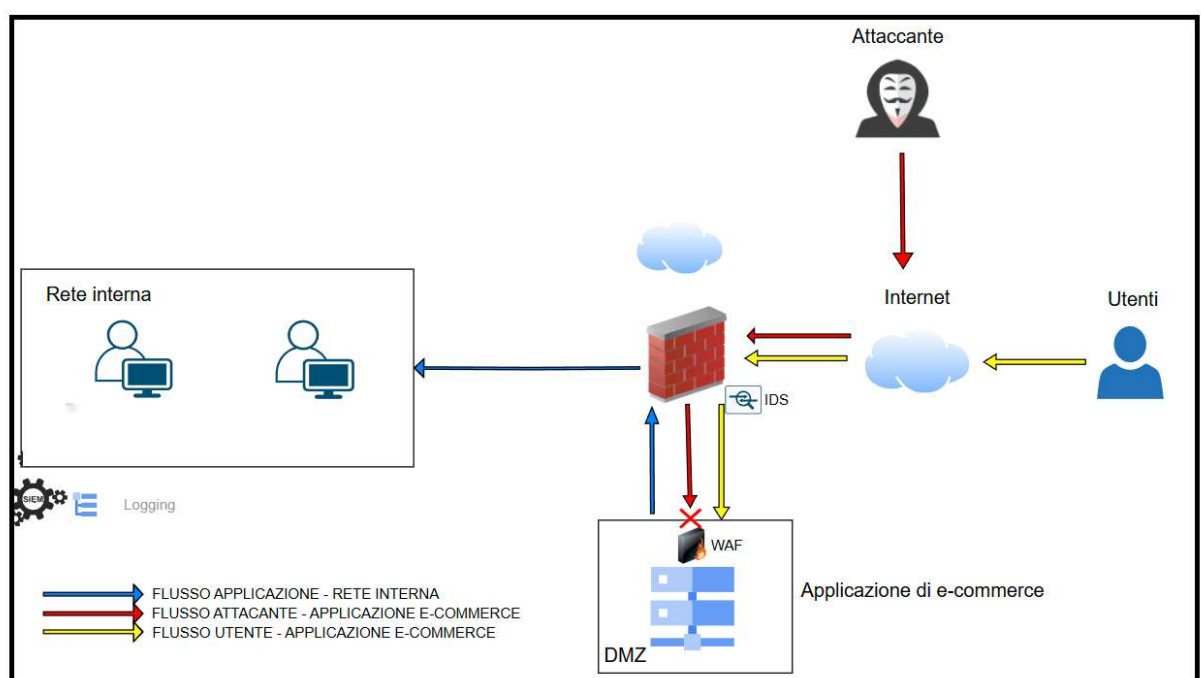 Attaccante
Rete interna
Internet
Utenti
IDS
SIEM
Logging
WAF
FLUSSO APPLICAZIONE - RETE INTERNA
Applicazione di e-commerce
FLUSSO ATTACANTE - APPLICAZIONE E-COMMERCE
FLUSSO UTENTE - APPLICAZIONE E-COMMERCE
DMZ